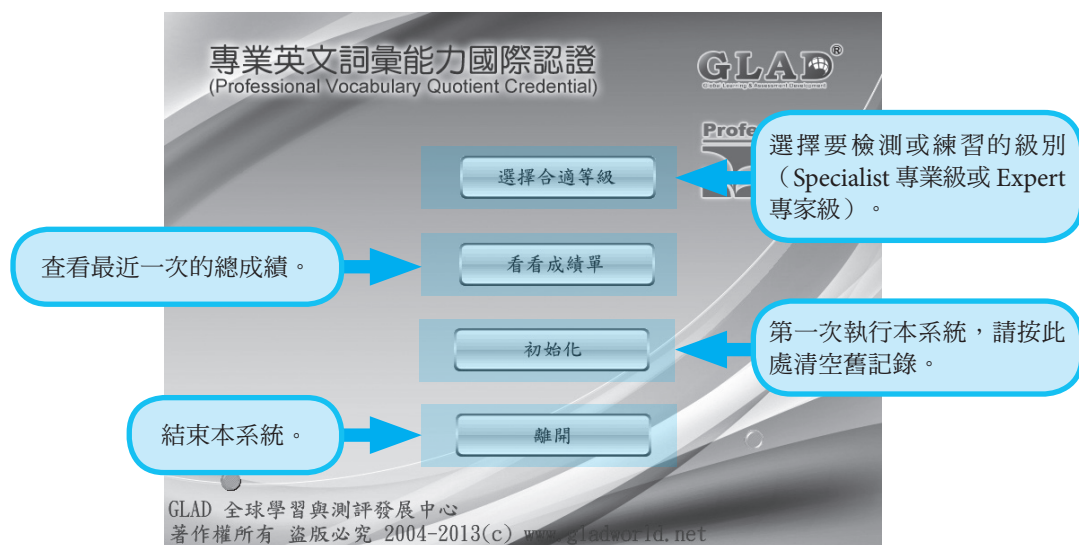 專業英文詞彙能力國際認證
(Professional Vocabulary Quotient Credential)
GLAD®
Global Learning & Assessment Development
Profe
選擇合適等級
選擇要檢測或練習的級別
（Specialist 專業級或 Expert
專家級）。
查看最近一次的總成績。
看看成績單
初始化
第一次執行本系統，請按此
處清空舊記錄。
結束本系統。
離開
GLAD 全球學習與測評發展中心
著作權所有 盜版必究 2004-2013(c) www.gladworld.net